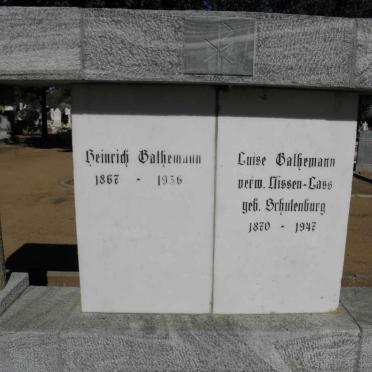 Heinrich Gathemann
1867 - 1936
Luise Gathemann
verw. Nissen-Lass
geb. Schulenburg
1870 - 1947